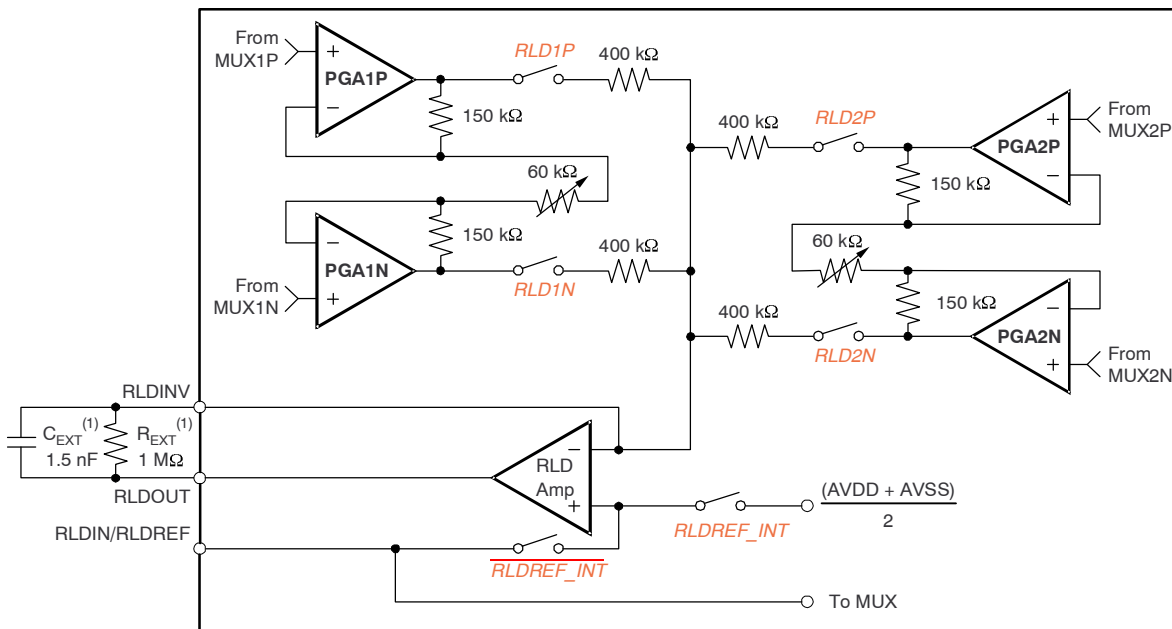 From
MUX1P
+
PGA1P
−
RLD1P
400 kΩ
150 kΩ
60 kΩ
−
PGA1N
+
150 kΩ
400 kΩ
RLD1N
From
MUX1N
400 kΩ
RLD2P
+
PGA2P
−
From
MUX2P
150 kΩ
60 kΩ
150 kΩ
400 kΩ
RLD2N
−
PGA2N
+
From
MUX2N
RLDINV
C_EXT (1)
1.5 nF
R_EXT (1)
1 MΩ
RLDOUT
RLDIN/RLDREF
−
RLD
Amp
+
RLDREF_INT
(AVDD + AVSS)
2
RLDREF_INT
To MUX